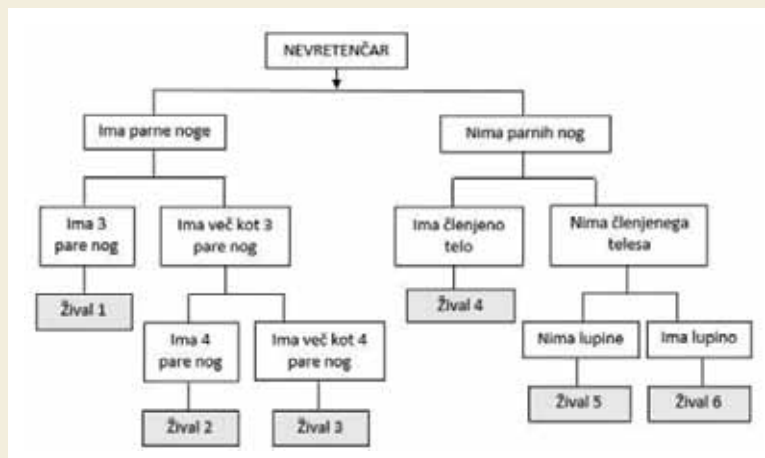 NEVRETENČAR
Ima parne noge
Nima parnih nog
Ima 3
pare nog
Ima več kot 3
pare nog
Ima členjeno
telo
Nima členjenega
telesa
Žival 1
Ima 4
pare nog
Ima več kot 4
pare nog
Žival 4
Nima lupine
Ima lupino
Žival 2
Žival 3
Žival 5
Žival 6